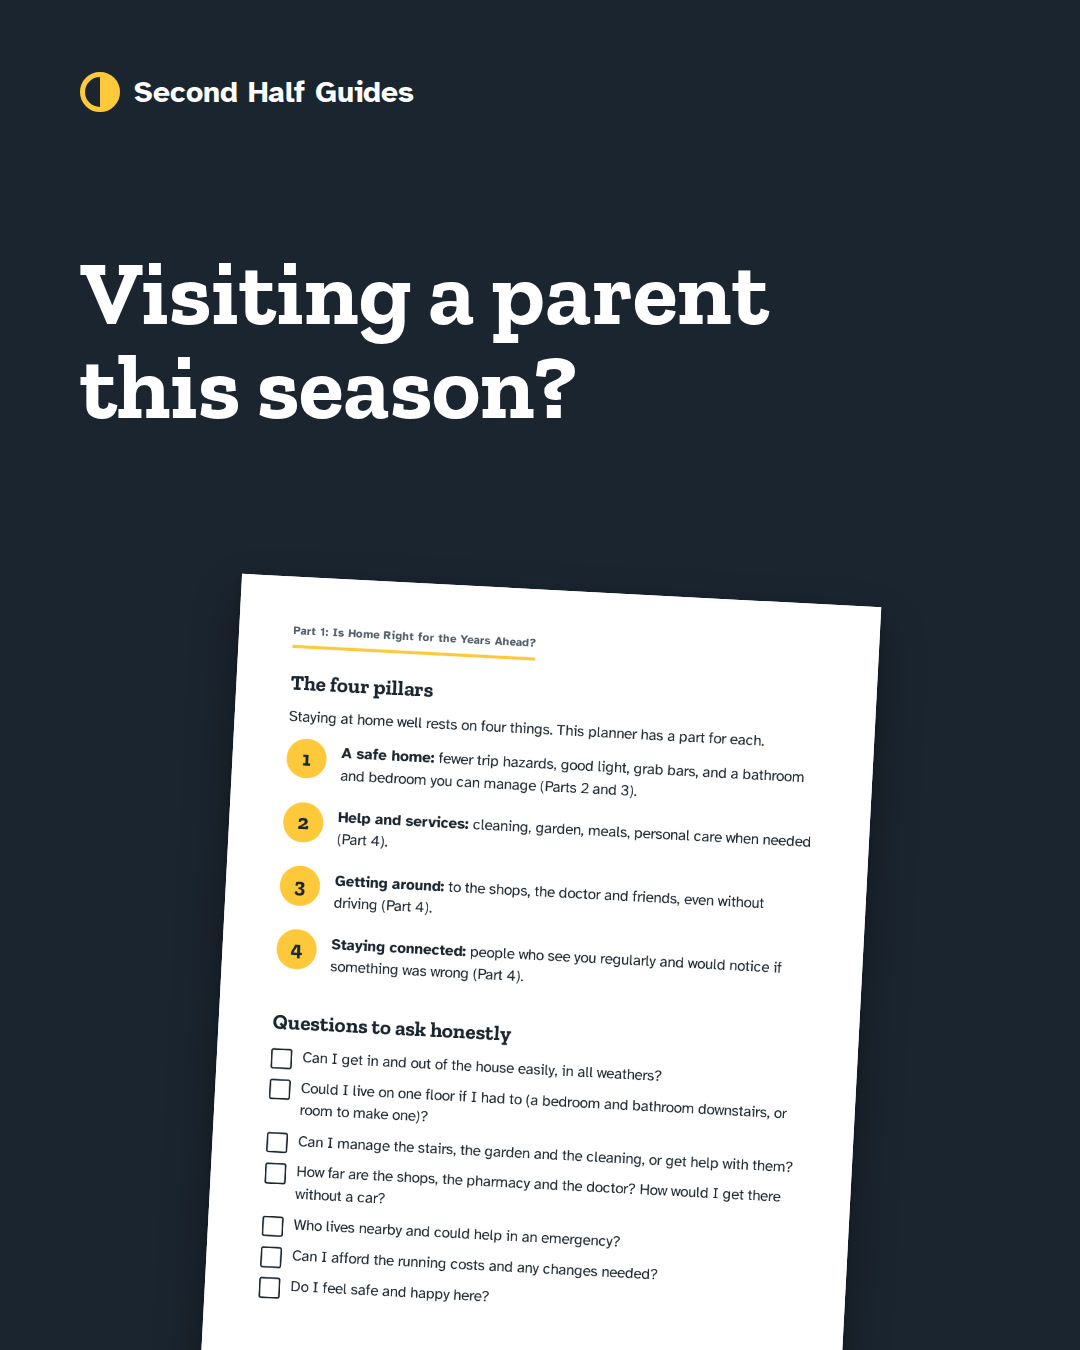 Second Half Guides
Visiting a parent
this season?
Part 1: Is Home Right for the Years Ahead?
The four pillars
Staying at home well rests on four things. This planner has a part for each.
1 A safe home: fewer trip hazards, good light, grab bars, and a bathroom
and bedroom you can manage (Parts 2 and 3).
2 Help and services: cleaning, garden, meals, personal care when needed
(Part 4).
3 Getting around: to the shops, the doctor and friends, even without
driving (Part 4).
4 Staying connected: people who see you regularly and would notice if
something was wrong (Part 4).
Questions to ask honestly
Can I get in and out of the house easily, in all weathers?
Could I live on one floor if I had to (a bedroom and bathroom downstairs, or
room to make one)?
Can I manage the stairs, the garden and the cleaning, or get help with them?
How far are the shops, the pharmacy and the doctor? How would I get there
without a car?
Who lives nearby and could help in an emergency?
Can I afford the running costs and any changes needed?
Do I feel safe and happy here?